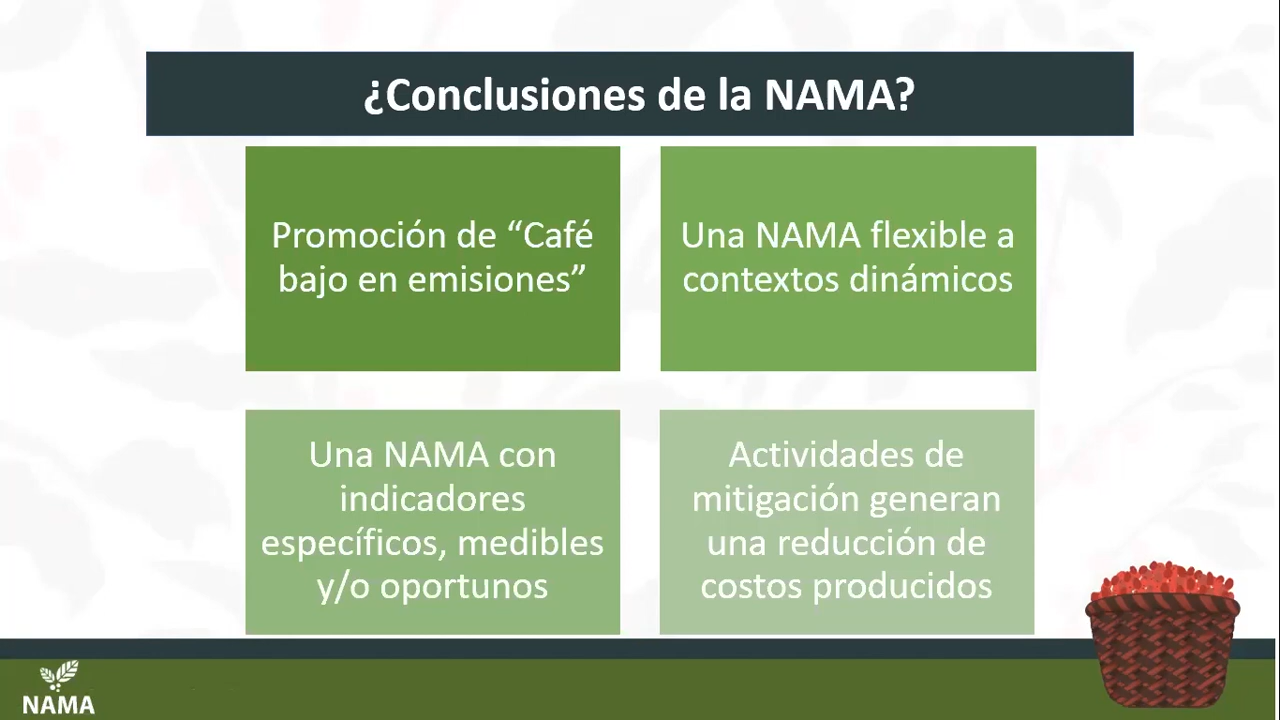 ¿Conclusiones de la NAMA?
Promoción de “Café
bajo en emisiones”
Una NAMA flexible a
contextos dinámicos
Una NAMA con
indicadores
específicos, medibles
y/o oportunos
Actividades de
mitigación generan
una reducción de
costos producidos
NAMA